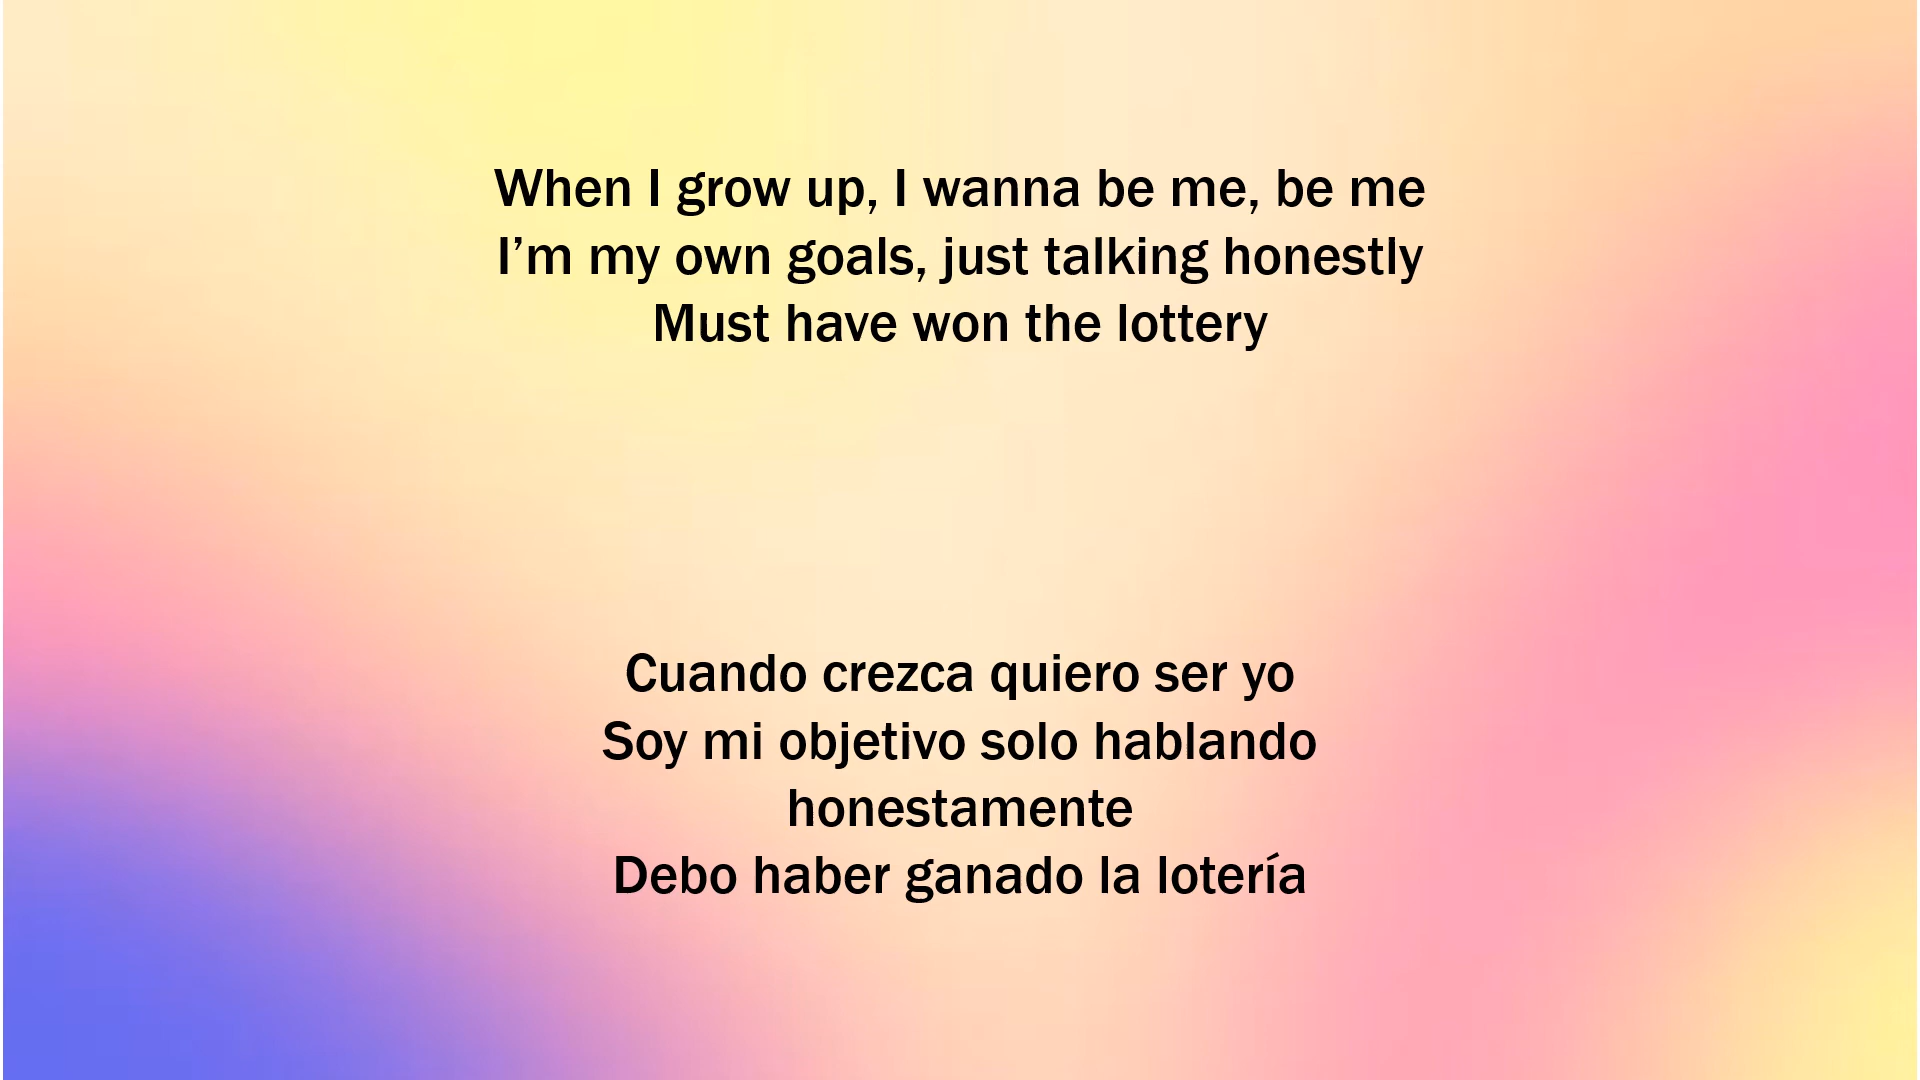 When I grow up, I wanna be me, be me
I’m my own goals, just talking honestly
Must have won the lottery
Cuando crezca quiero ser yo
Soy mi objetivo solo hablando
honestamente
Debo haber ganado la lotería